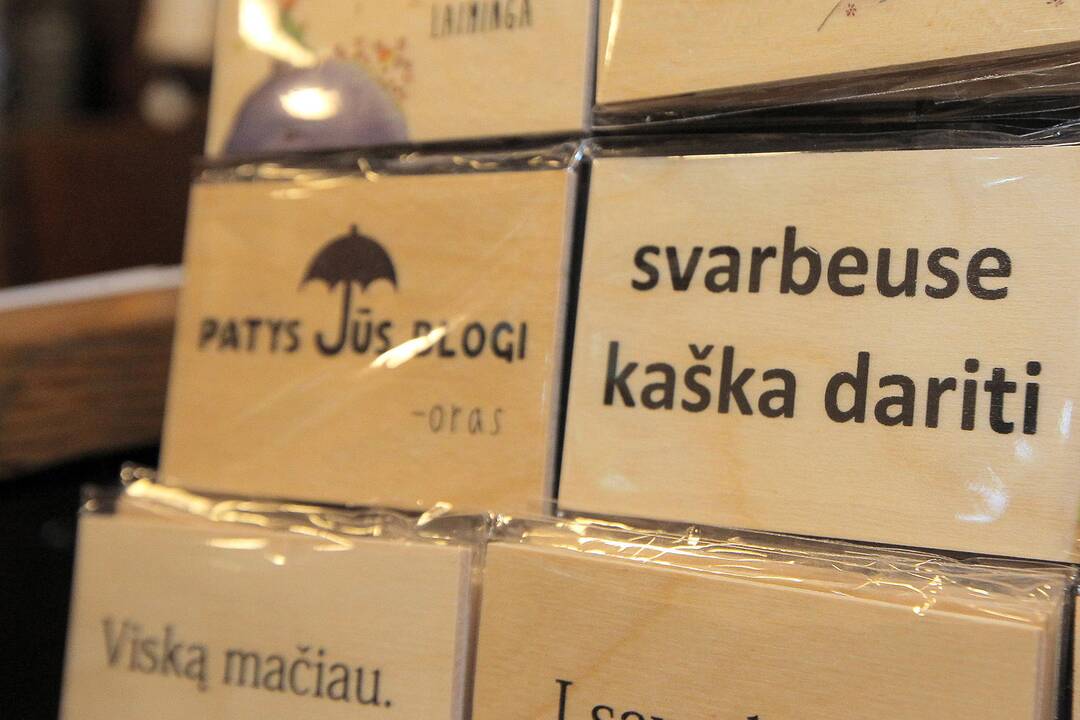 LAIMINGA
PATYS JŪS BLOGI
-oras
svarbeuse
kaška dariti
Viską mačiau.